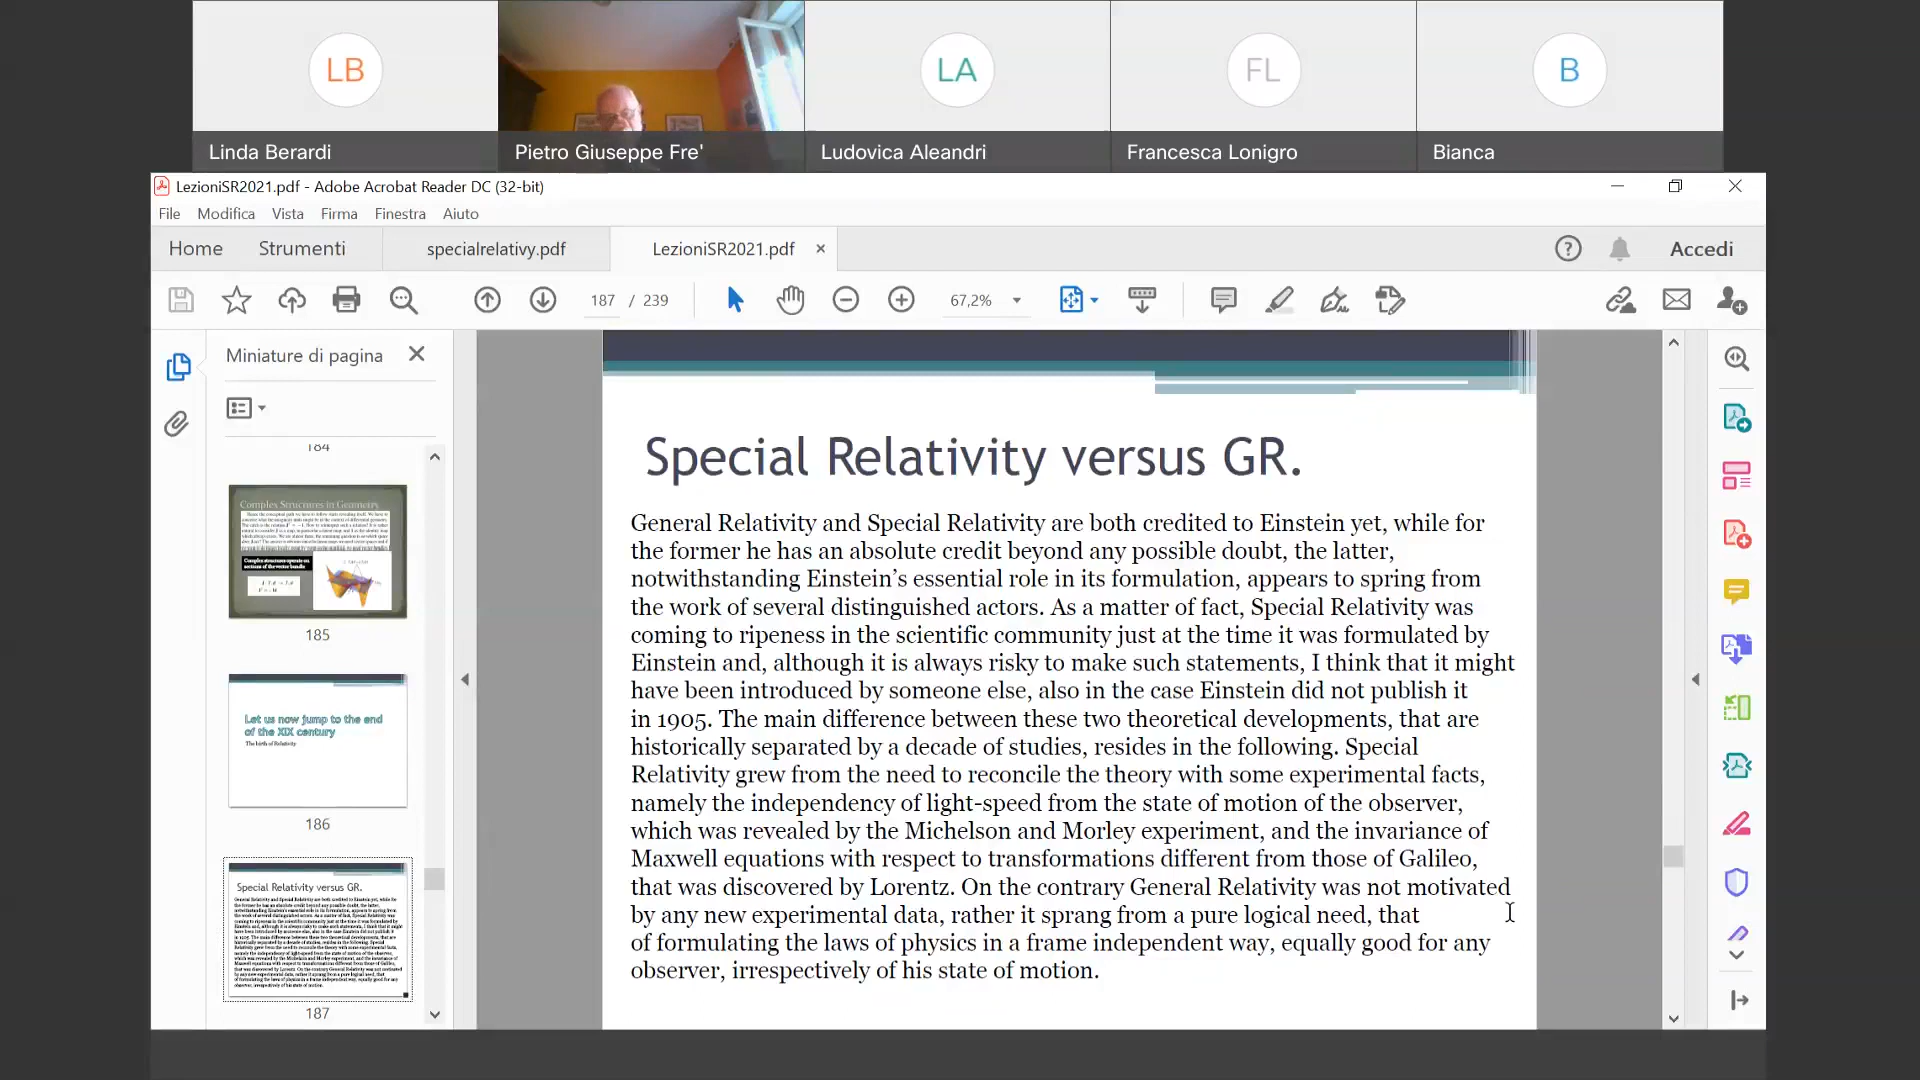 LB
LA
FL
B
Linda Berardi
Pietro Giuseppe Fre'
Ludovica Aleandri
Francesca Lonigro
Bianca
LezioniSR2021.pdf - Adobe Acrobat Reader DC (32-bit)
File Modifica Vista Firma Finestra Aiuto
Home Strumenti specialrelativy.pdf LezioniSR2021.pdf × Accedi
187 / 239 67,2%
Miniature di pagina
184
Complex Structures in Geometry
185
Let us now jump to the end
of the XIX century
The birth of Relativity
186
Special Relativity versus GR.
187
Special Relativity versus GR.
General Relativity and Special Relativity are both credited to Einstein yet, while for
the former he has an absolute credit beyond any possible doubt, the latter,
notwithstanding Einstein’s essential role in its formulation, appears to spring from
the work of several distinguished actors. As a matter of fact, Special Relativity was
coming to ripeness in the scientific community just at the time it was formulated by
Einstein and, although it is always risky to make such statements, I think that it might
have been introduced by someone else, also in the case Einstein did not publish it
in 1905. The main difference between these two theoretical developments, that are
historically separated by a decade of studies, resides in the following. Special
Relativity grew from the need to reconcile the theory with some experimental facts,
namely the independency of light-speed from the state of motion of the observer,
which was revealed by the Michelson and Morley experiment, and the invariance of
Maxwell equations with respect to transformations different from those of Galileo,
that was discovered by Lorentz. On the contrary General Relativity was not motivated
by any new experimental data, rather it sprang from a pure logical need, that
of formulating the laws of physics in a frame independent way, equally good for any
observer, irrespectively of his state of motion.